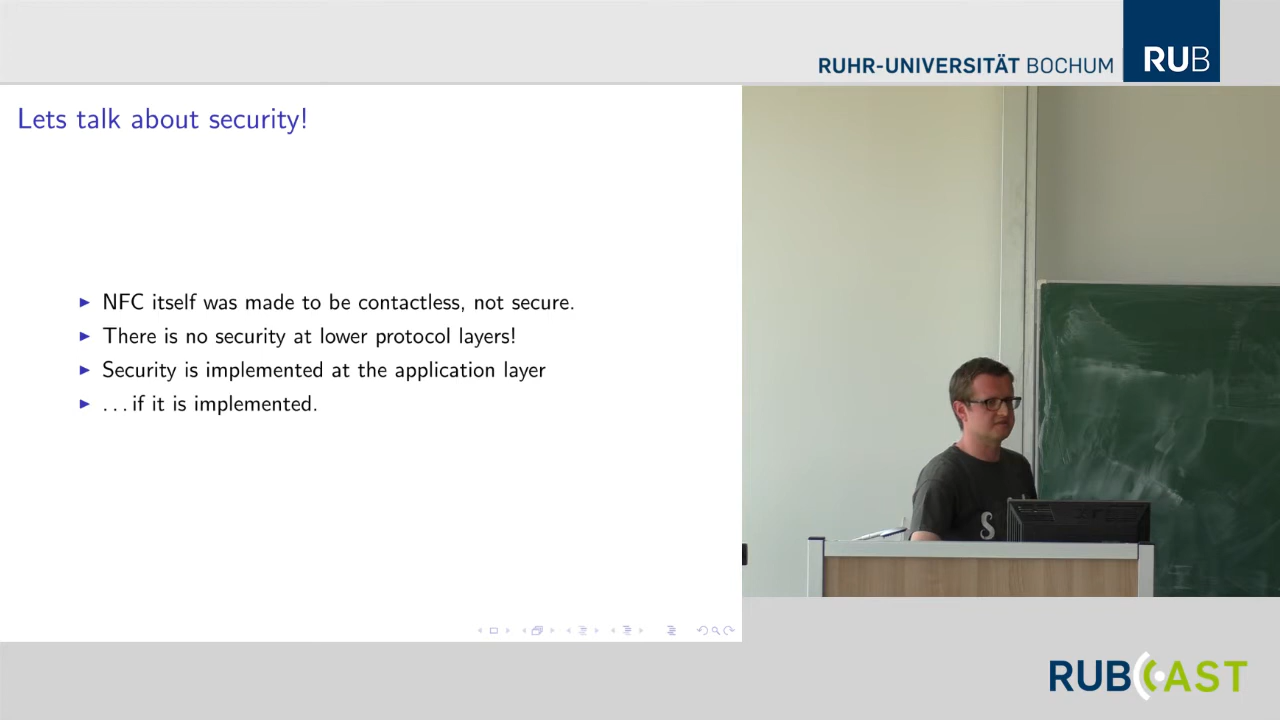 RUHR-UNIVERSITÄT BOCHUM
RUB
Lets talk about security!
NFC itself was made to be contactless, not secure.
There is no security at lower protocol layers!
Security is implemented at the application layer
...if it is implemented.
S
RUBCAST